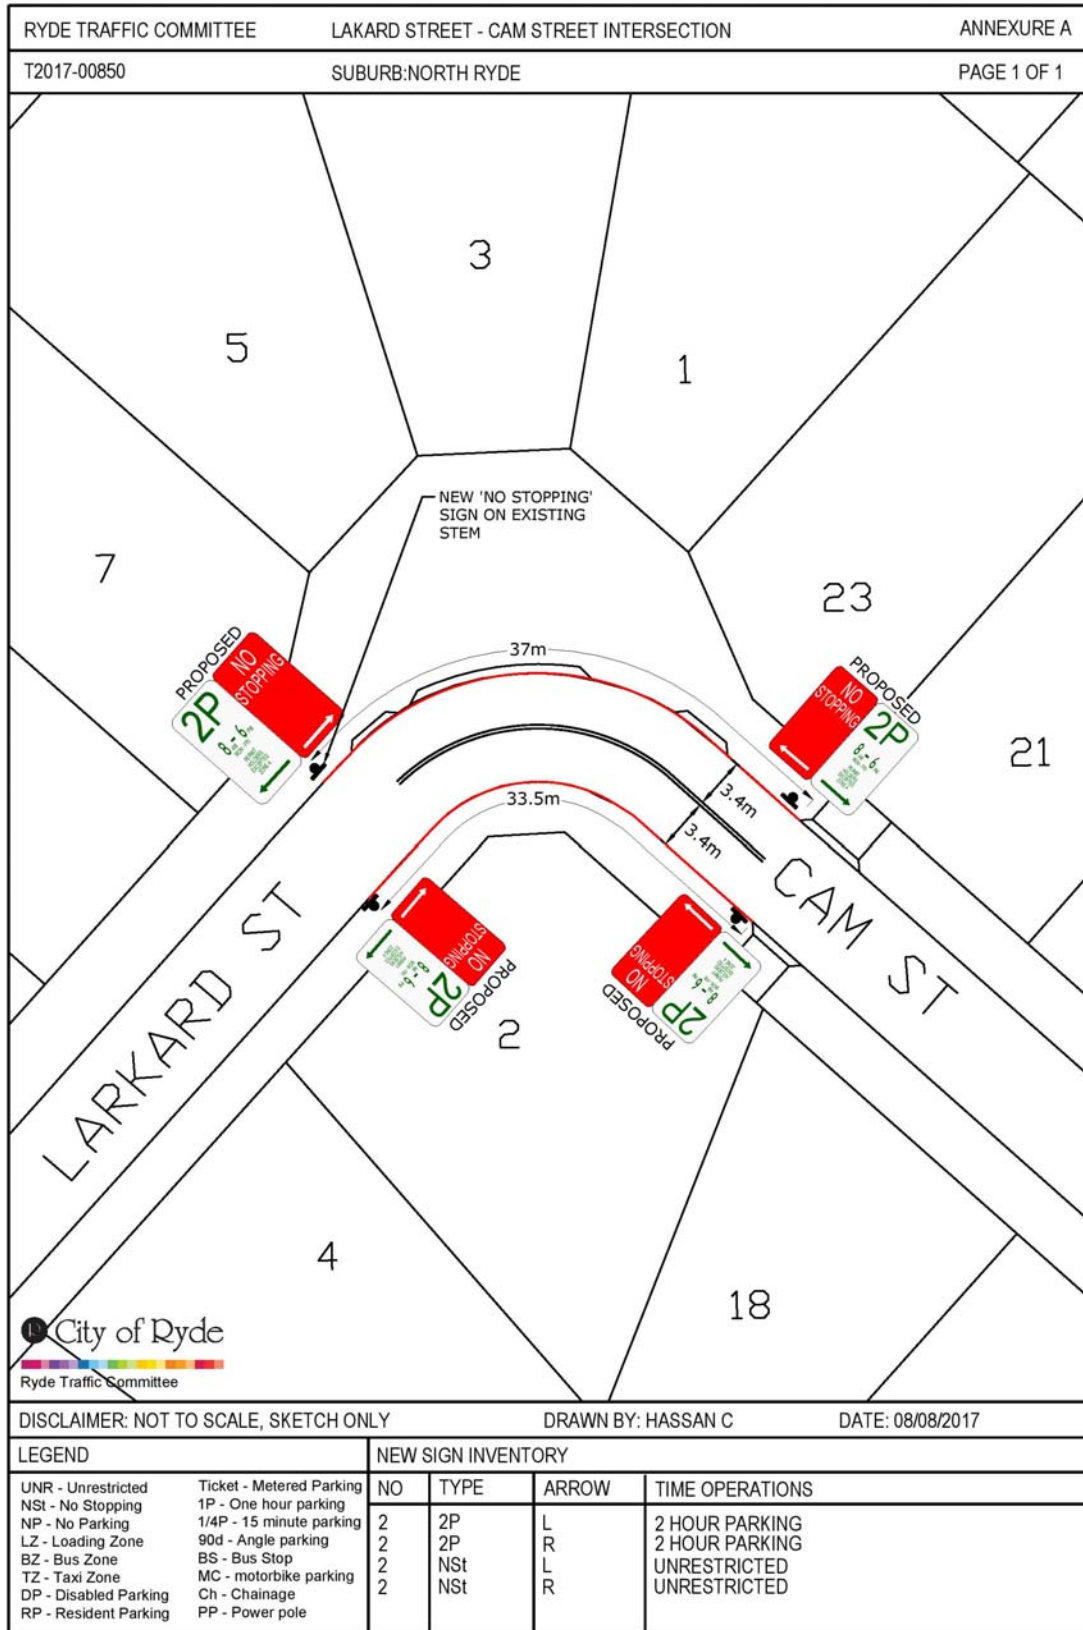 RYDE TRAFFIC COMMITTEE LAKARD STREET - CAM STREET INTERSECTION ANNEXURE A
T2017-00850 SUBURB:NORTH RYDE PAGE 1 OF 1
3
5
1
NEW 'NO STOPPING'
SIGN ON EXISTING
STEM
7
23
PROPOSED
NO
STOPPING
2P
8-6
37m
PROPOSED
NO
STOPPING
2P
8-6
21
33.5m
3.4m
3.4m
CAM ST
LARKARD ST
NO
STOPPING
2P
8-6
PROPOSED
NO
STOPPING
2P
8-6
PROPOSED
2
4
18
City of Ryde
Ryde Traffic Committee
DISCLAIMER: NOT TO SCALE, SKETCH ONLY DRAWN BY: HASSAN C DATE: 08/08/2017
LEGEND
UNR - Unrestricted Ticket - Metered Parking
NSt - No Stopping 1P - One hour parking
NP - No Parking 1/4P - 15 minute parking
LZ - Loading Zone 90d - Angle parking
BZ - Bus Zone BS - Bus Stop
TZ - Taxi Zone MC - motorbike parking
DP - Disabled Parking Ch - Chainage
RP - Resident Parking PP - Power pole
NEW SIGN INVENTORY
NO TYPE ARROW TIME OPERATIONS
2 2P L 2 HOUR PARKING
2 2P R 2 HOUR PARKING
2 NSt L UNRESTRICTED
2 NSt R UNRESTRICTED